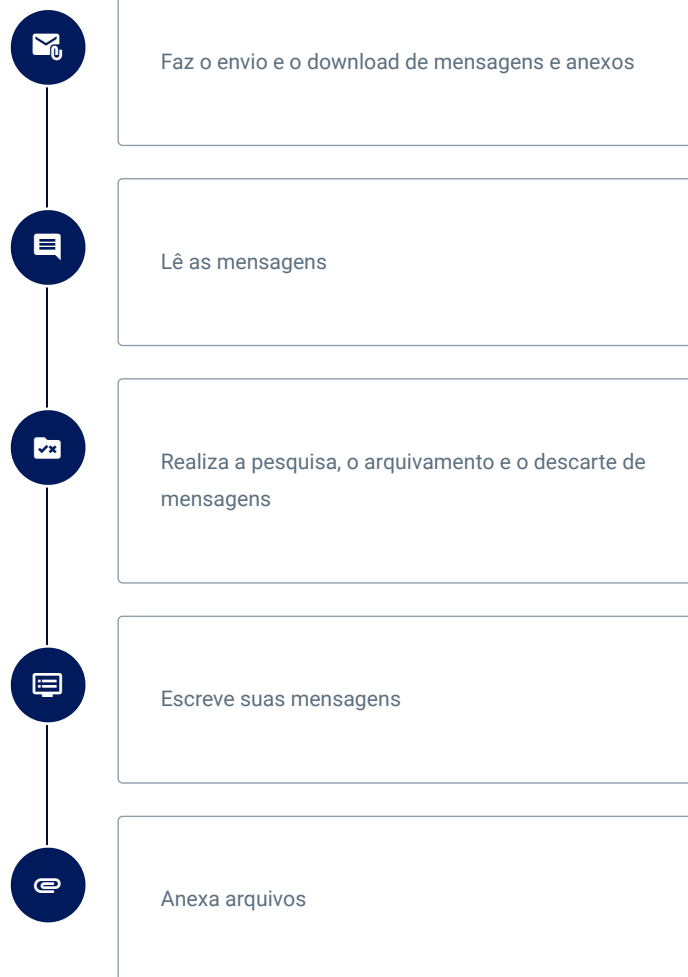 Faz o envio e o download de mensagens e anexos
Lê as mensagens
Realiza a pesquisa, o arquivamento e o descarte de
mensagens
Escreve suas mensagens
Anexa arquivos